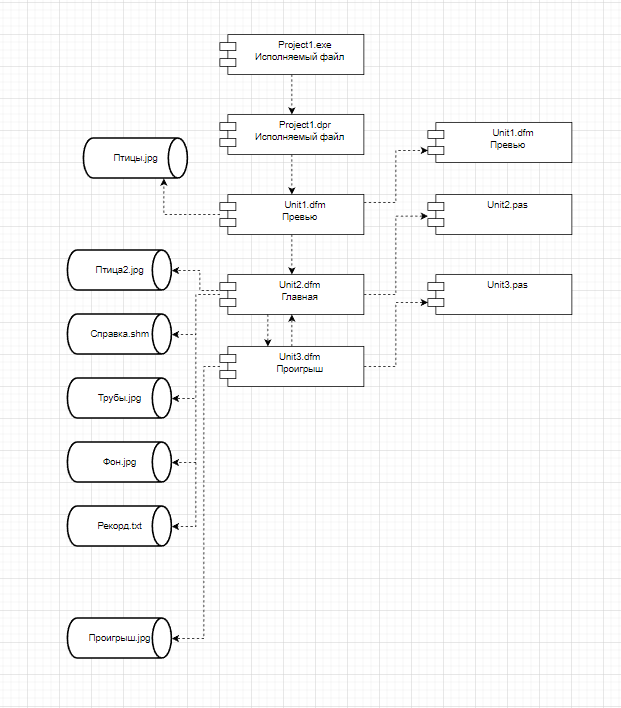 Project1.exe
Исполняемый файл
Project1.dpr
Исполняемый файл
Unit1.dfm
Превью
Птицы.jpg
Unit1.dfm
Превью
Unit2.pas
Птица2.jpg
Unit2.dfm
Главная
Unit3.pas
Справка.shm
Unit3.dfm
Проигрыш
Трубы.jpg
Фон.jpg
Рекорд.txt
Проигрыш.jpg